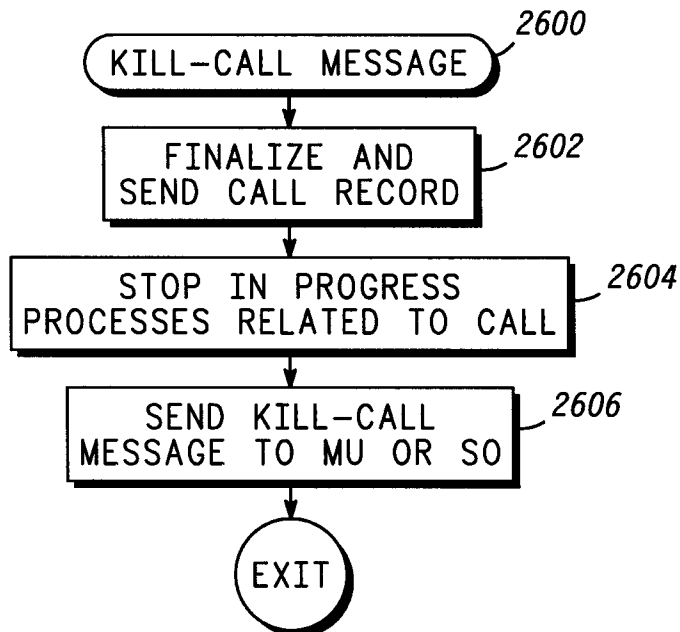 2600
KILL-CALL MESSAGE
2602
FINALIZE AND
SEND CALL RECORD
2604
STOP IN PROGRESS
PROCESSES RELATED TO CALL
2606
SEND KILL-CALL
MESSAGE TO MU OR SO
EXIT